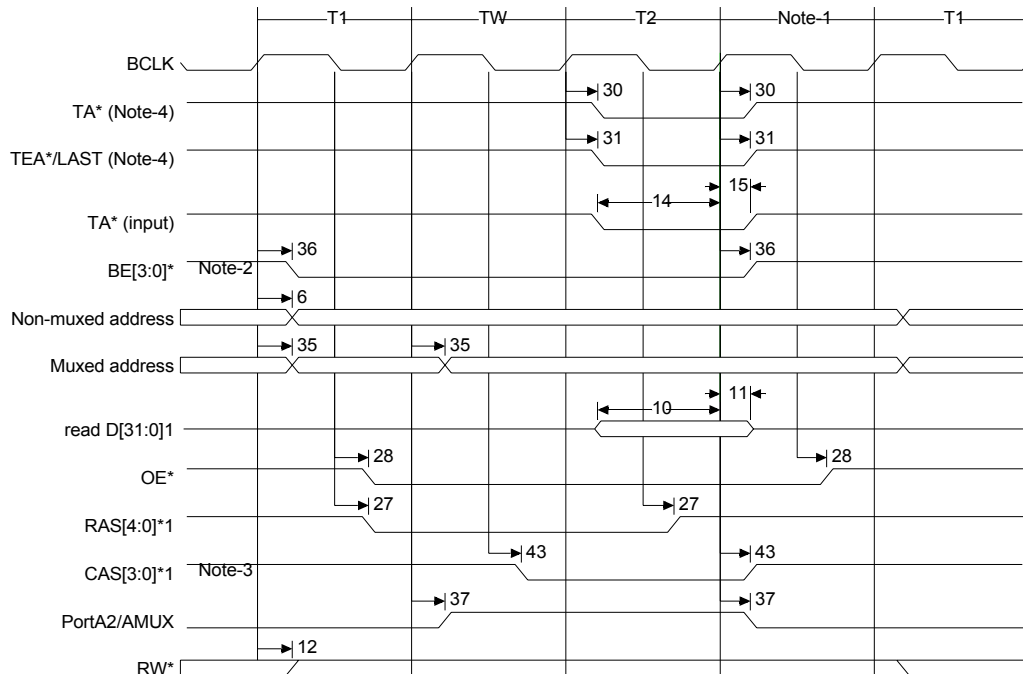 T1 TW T2 Note-1 T1
BCLK
30 30
TA* (Note-4)
31 31
TEA*/LAST (Note-4)
15
14
TA* (input)
36 36
BE[3:0]* Note-2
6
Non-muxed address
35 35
Muxed address
11
10
read D[31:0]1
28 28
OE*
27 27
RAS[4:0]*1
43 43
CAS[3:0]*1 Note-3
37 37
PortA2/AMUX
12
RW*